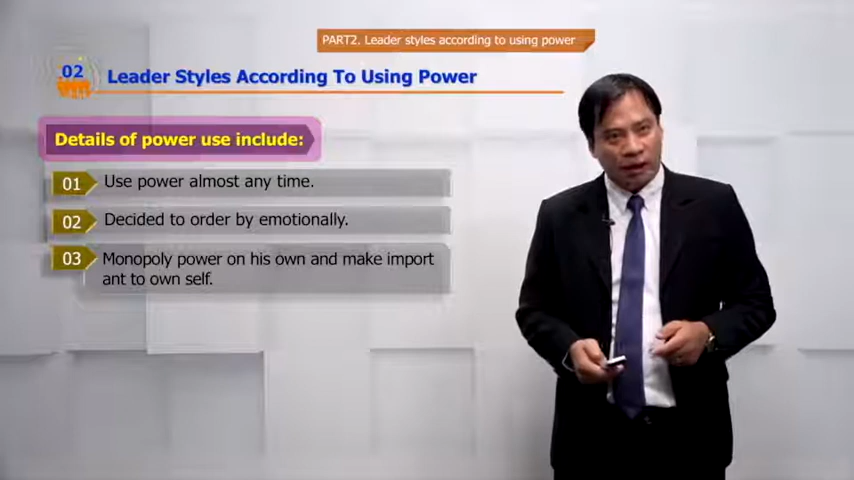 PART2. Leader styles according to using power
02
Leader Styles According To Using Power
Details of power use include:
01 Use power almost any time.
02 Decided to order by emotionally.
03 Monopoly power on his own and make import
ant to own self.